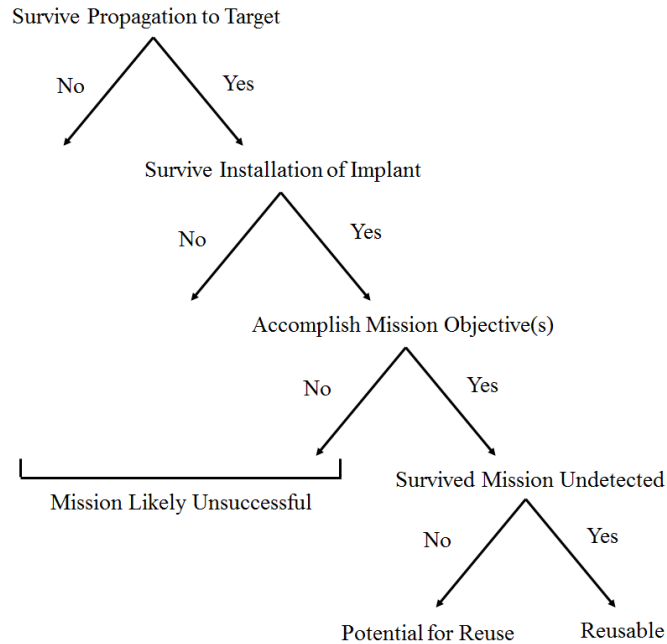 Survive Propagation to Target
No
Yes
Survive Installation of Implant
No
Yes
Accomplish Mission Objective(s)
No
Yes
Survived Mission Undetected
Mission Likely Unsuccessful
No
Yes
Potential for Reuse
Reusable